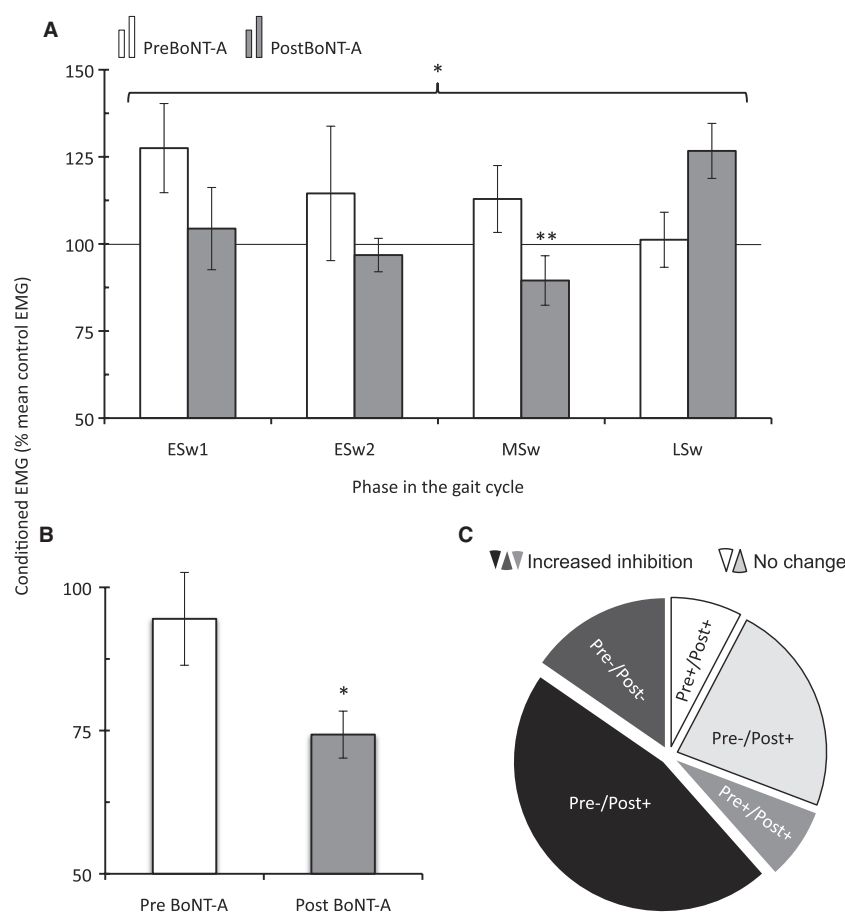 A
PreBoNT-A PostBoNT-A
*
150
125
100
75
50
**
ESw1 ESw2 MSw LSw
Phase in the gait cycle
Conditioned EMG (% mean control EMG)
B
100
75
50
*
Pre BoNT-A Post BoNT-A
C
Increased inhibition No change
Pre-/Post-
Pre+/Post+
Pre-/Post+
Pre+/Post+
Pre-/Post+